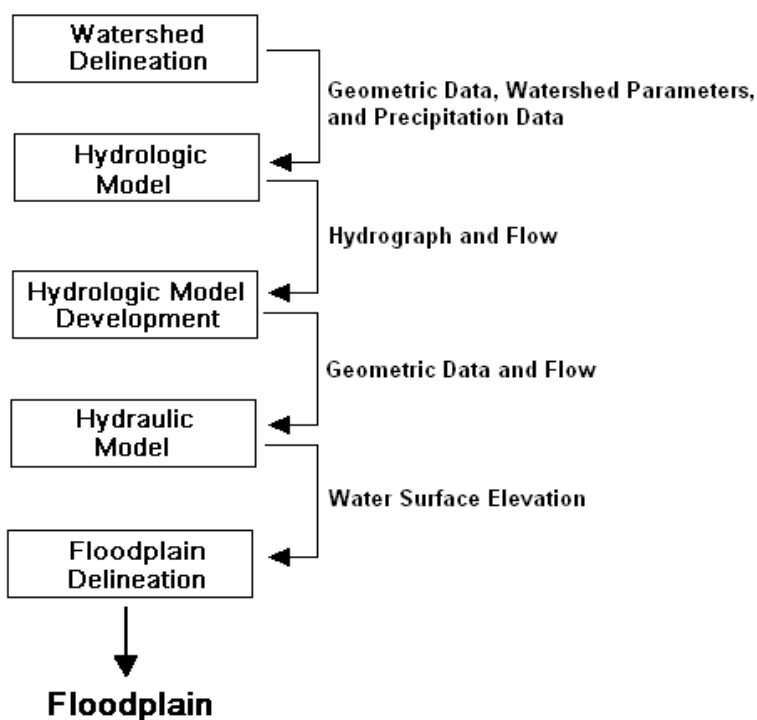 Watershed
Delineation
Geometric Data, Watershed Parameters,
and Precipitation Data
Hydrologic
Model
Hydrograph and Flow
Hydrologic Model
Development
Geometric Data and Flow
Hydraulic
Model
Water Surface Elevation
Floodplain
Delineation
Floodplain